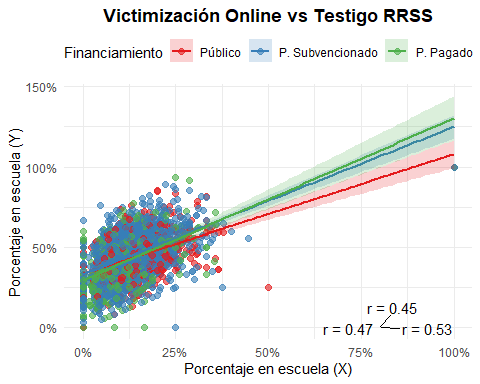 Victimización Online vs Testigo RRSS
Financiamiento Público P. Subvencionado P. Pagado
150%
100%
50%
0%
Porcentaje en escuela (Y)
r = 0.45
r = 0.47 r = 0.53
0% 25% 50% 75% 100%
Porcentaje en escuela (X)